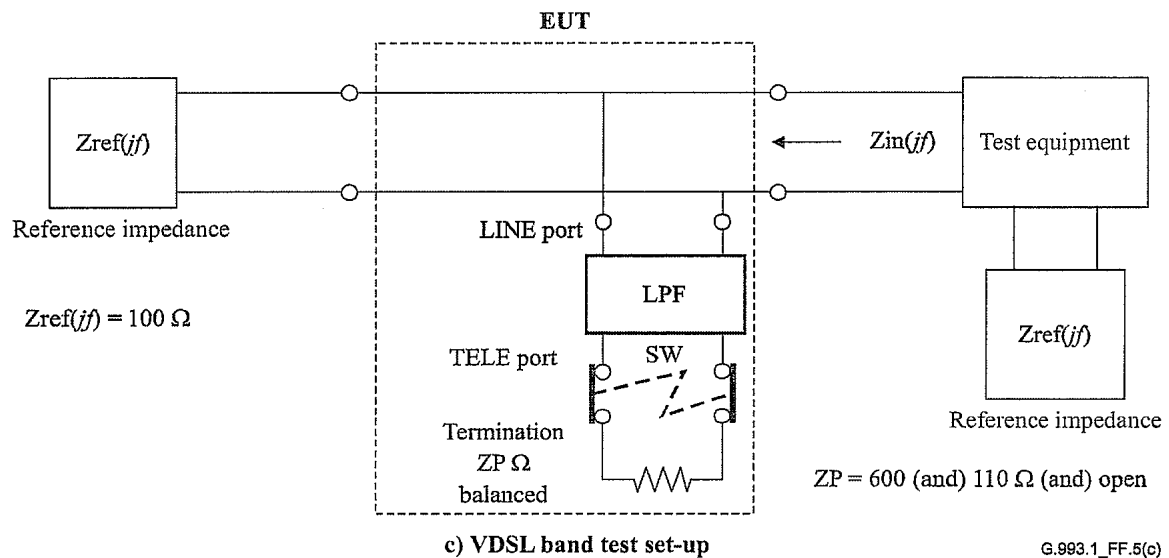 EUT
Zref(jf)
Reference impedance
Zref(jf) = 100 Ω
Zin(jf)
Test equipment
LINE port
LPF
TELE port
SW
Termination
ZP Ω
balanced
Zref(jf)
Reference impedance
ZP = 600 (and) 110 Ω (and) open
c) VDSL band test set-up
G.993.1_FF.5(c)